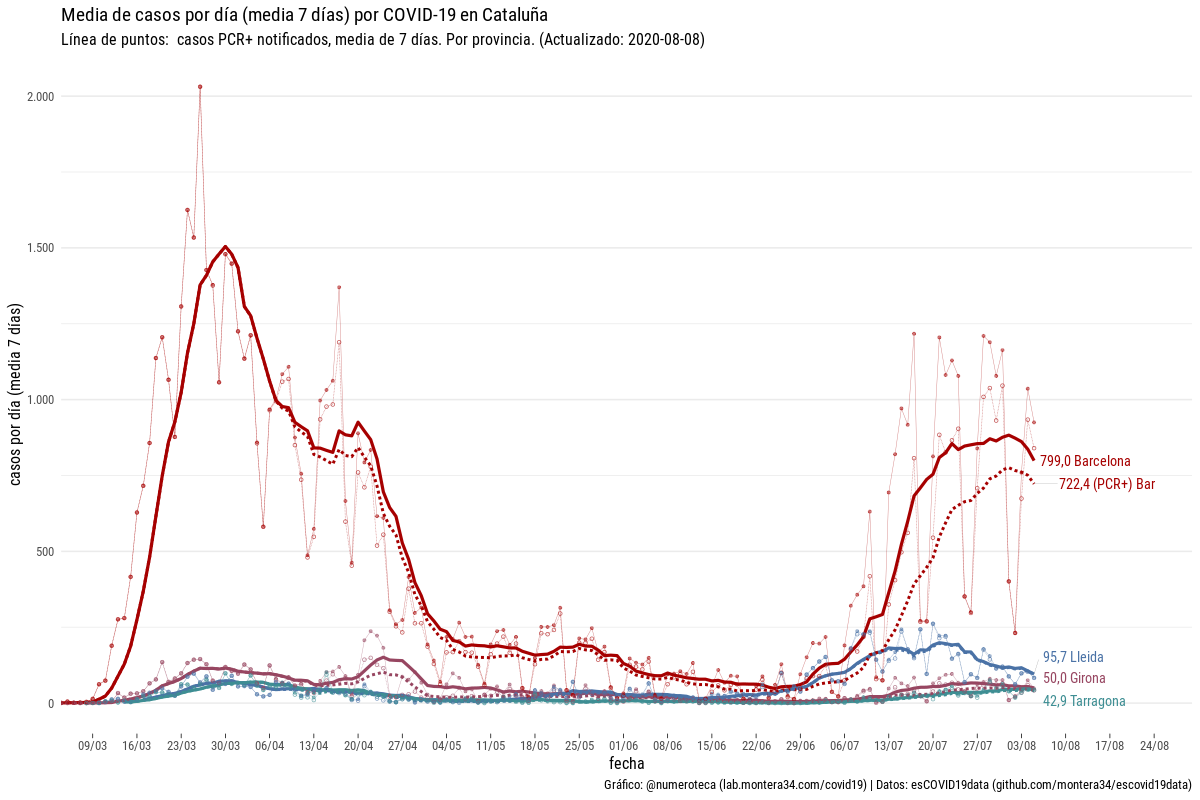 Media de casos por día (media 7 días) por COVID-19 en Cataluña
Línea de puntos:  casos PCR+ notificados, media de 7 días. Por provincia. (Actualizado: 2020-08-08)
casos por día (media 7 días)
2.000
1.500
1.000
500
0
799,0 Barcelona
722,4 (PCR+) Bar
95,7 Lleida
50,0 Girona
42,9 Tarragona
09/03 16/03 23/03 30/03 06/04 13/04 20/04 27/04 04/05 11/05 18/05 25/05 01/06 08/06 15/06 22/06 29/06 06/07 13/07 20/07 27/07 03/08 10/08 17/08 24/08
fecha
Gráfico: @numeroteca (lab.montera34.com/covid19) | Datos: esCOVID19data (github.com/montera34/escovid19data)